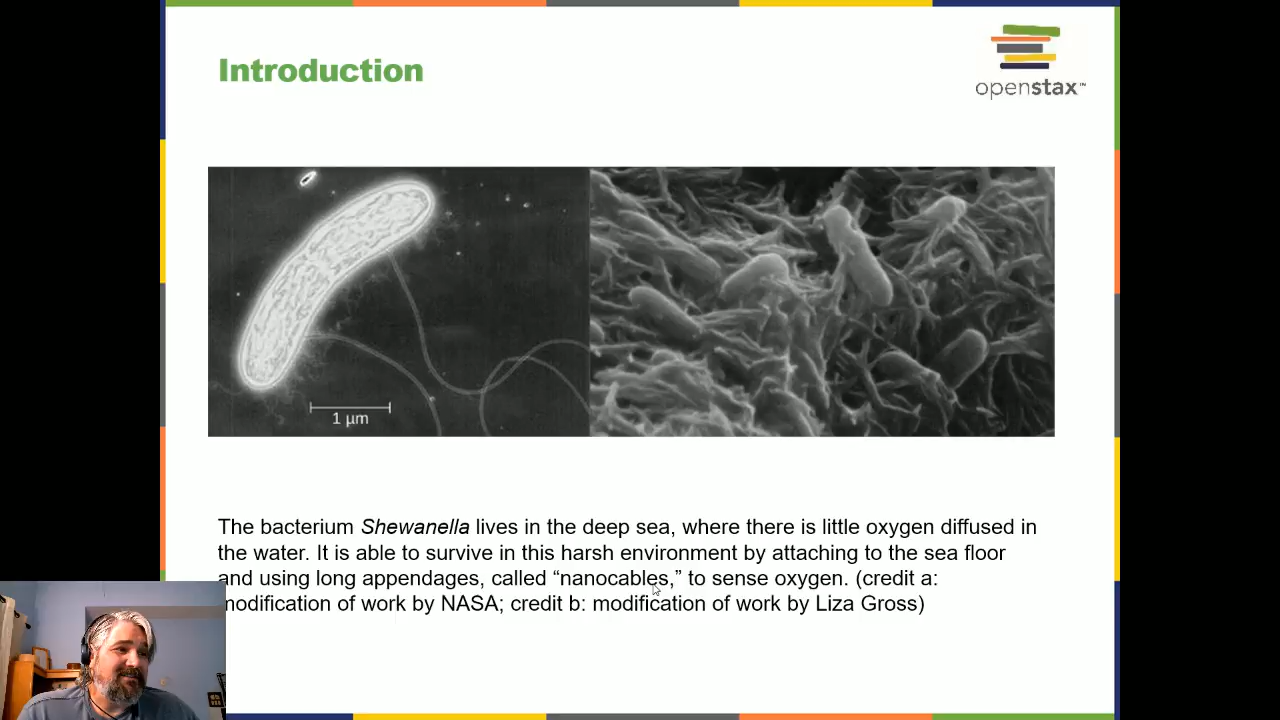 Introduction
openstax™
1 µm
The bacterium Shewanella lives in the deep sea, where there is little oxygen diffused in
the water. It is able to survive in this harsh environment by attaching to the sea floor
and using long appendages, called “nanocables,” to sense oxygen. (credit a:
modification of work by NASA; credit b: modification of work by Liza Gross)